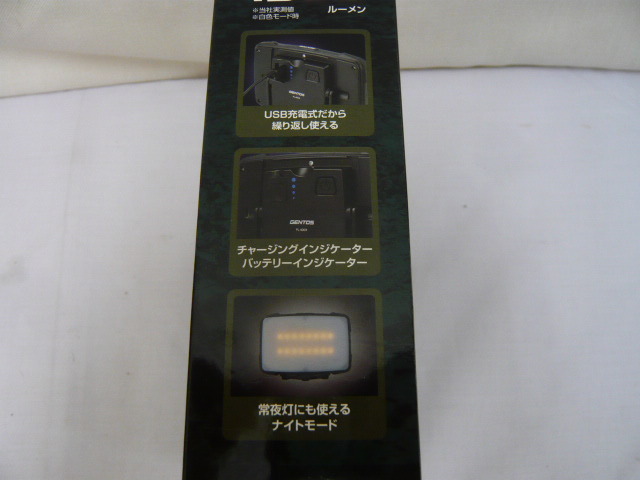 ※当社実測値
※白色モード時
ルーメン
USB充電式だから
繰り返し使える
GENTOS
チャージングインジケーター
バッテリーインジケーター
常夜灯にも使える
ナイトモード